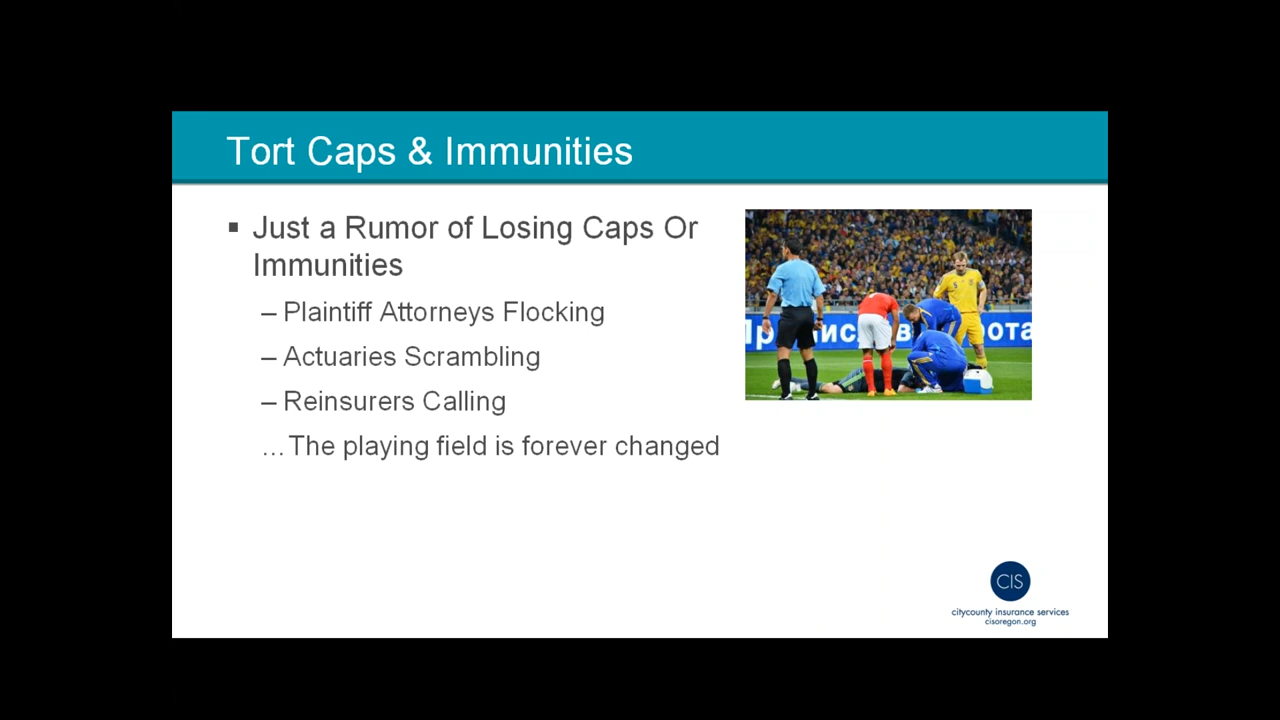 Tort Caps & Immunities
▪ Just a Rumor of Losing Caps Or
Immunities
– Plaintiff Attorneys Flocking
– Actuaries Scrambling
– Reinsurers Calling
…The playing field is forever changed
CIS
citycounty insurance services
cisoregon.org